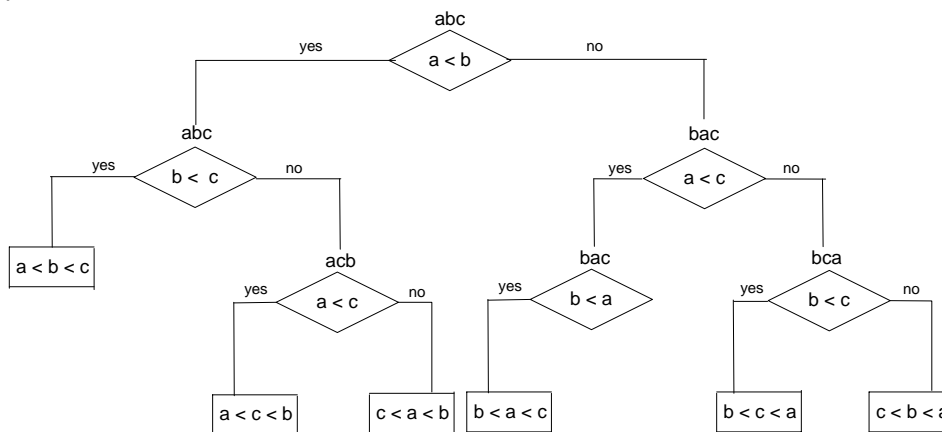 abc
yes
a < b
no
abc
bac
yes
b < c
no
yes
a < c
no
a < b < c
acb
bac
bca
yes
a < c
no
yes
b < a
yes
b < c
no
a < c < b
c < a < b
b < a < c
b < c < a
c < b < a